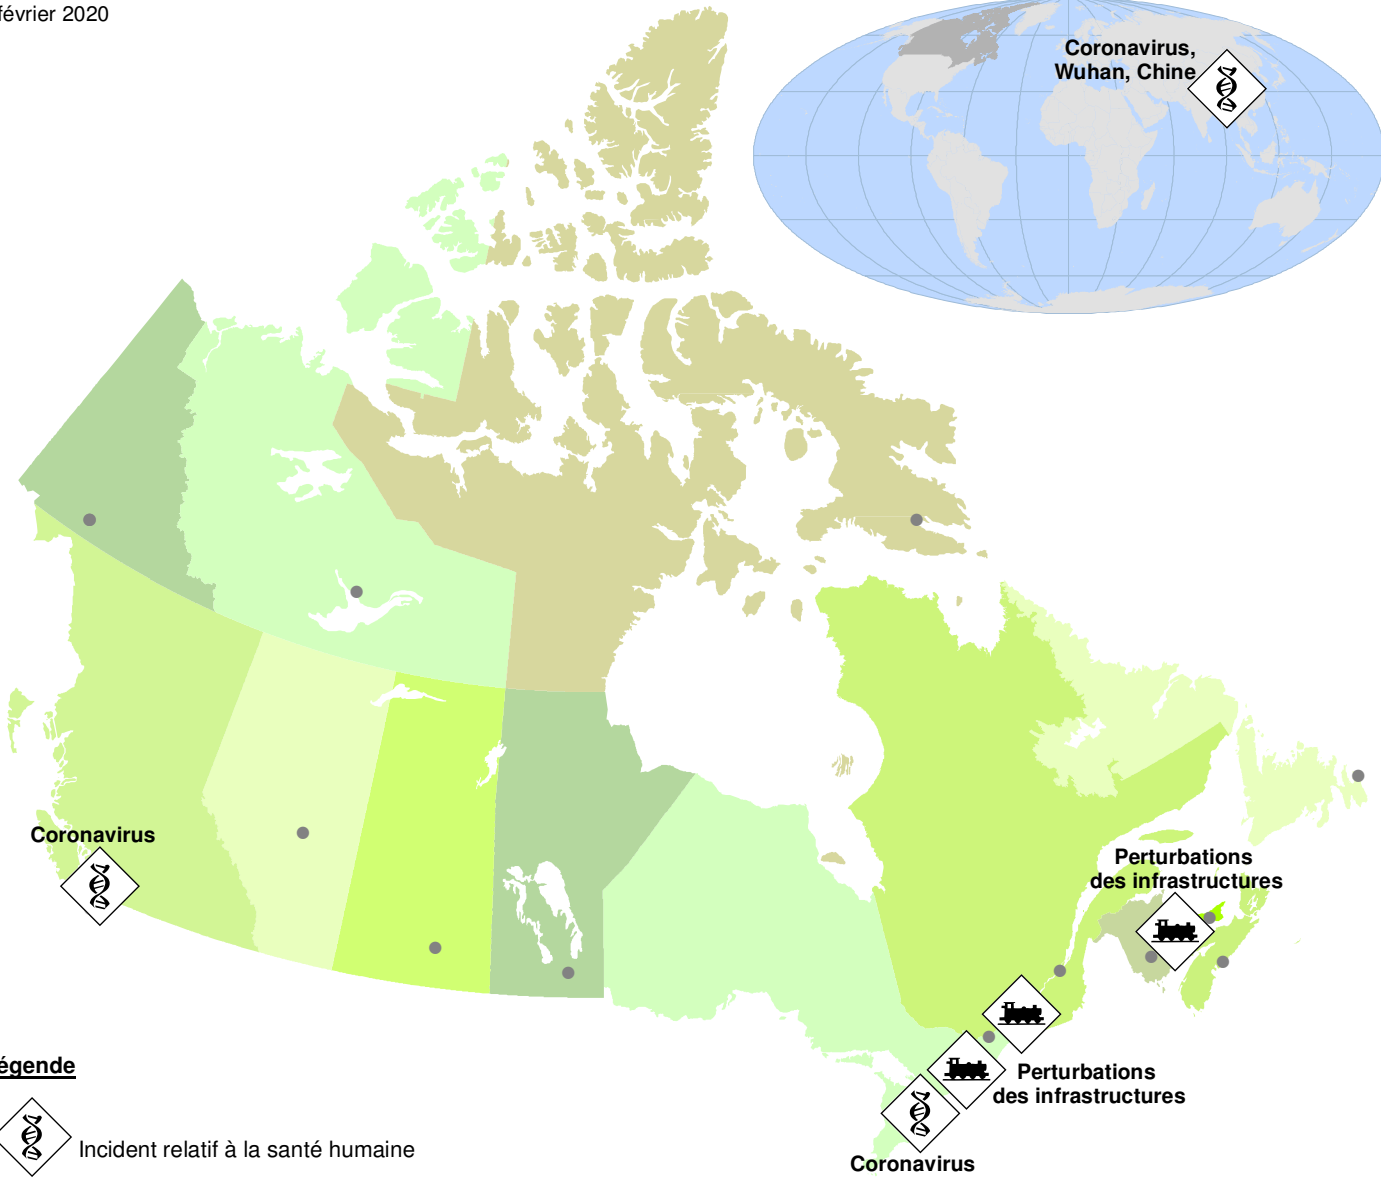 février 2020
Coronavirus,
Wuhan, Chine
Coronavirus
Perturbations
des infrastructures
Perturbations
des infrastructures
Coronavirus
égende
Incident relatif à la santé humaine